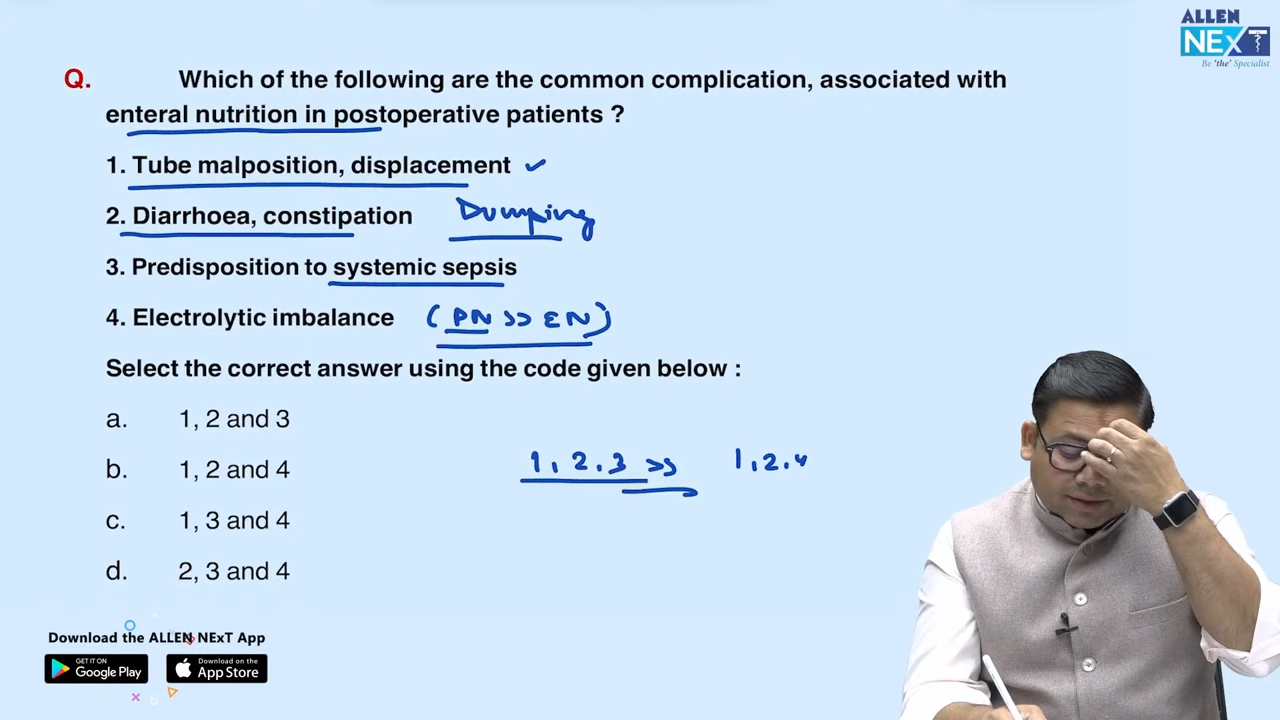 ALLEN
NExT
Be 'the' Specialist
Q. Which of the following are the common complication, associated with
enteral nutrition in postoperative patients ?
1. Tube malposition, displacement ✓
2. Diarrhoea, constipation Dumping
3. Predisposition to systemic sepsis
4. Electrolytic imbalance (PN >> EN)
Select the correct answer using the code given below :
a. 1, 2 and 3
b. 1, 2 and 4
1, 2, 3 >> 1, 2, 4
c. 1, 3 and 4
d. 2, 3 and 4
Download the ALLEN NExT App
GET IT ON
Google Play
Download on the
App Store